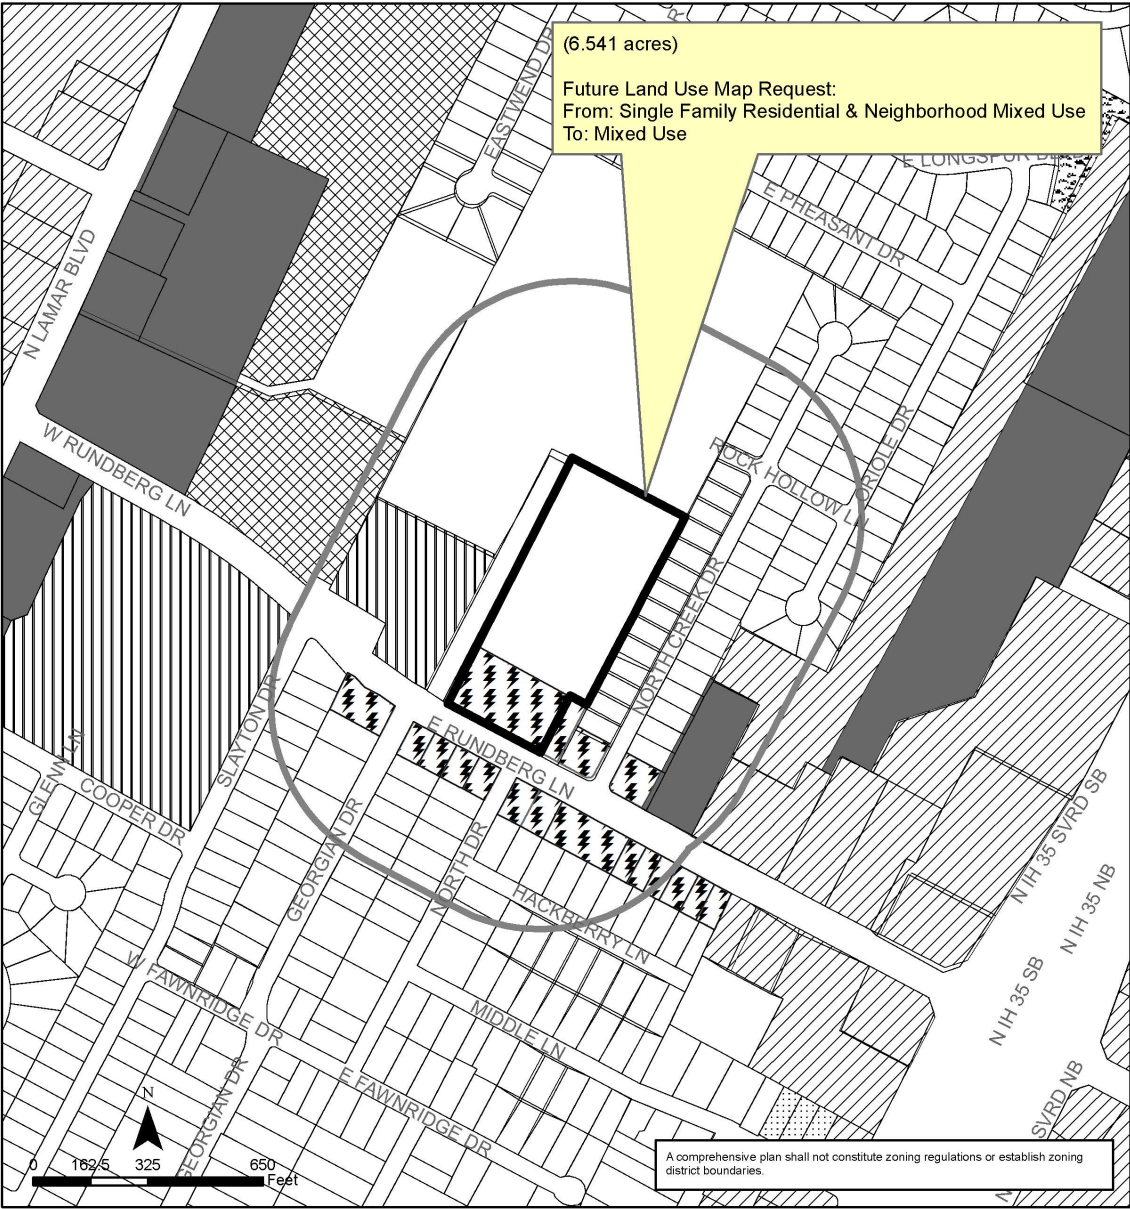 (6.541 acres)
Future Land Use Map Request:
From: Single Family Residential & Neighborhood Mixed Use
To: Mixed Use
EASTWEND DR
R
E PHEASANT DR
N LAMAR BLVD
W RUNDBERG LN
ROCK HOLLOW LN
ORIOLE DR
NORTH CREEK DR
E RUNDBERG LN
SLAYTON DR
GLENN LN
COOPER DR
GEORGIAN DR
NORTH DR
HACKBERRY LN
N IH 35 SVRD SB
N IH 35 NB
N IH 35 SB
W FAWNRIDGE DR
MIDDLE LN
E FAWNRIDGE DR
GEORGIAN DR
SVRD NB
N
N
0 162.5 325 650
Feet
A comprehensive plan shall not constitute zoning regulations or establish zoning
district boundaries.